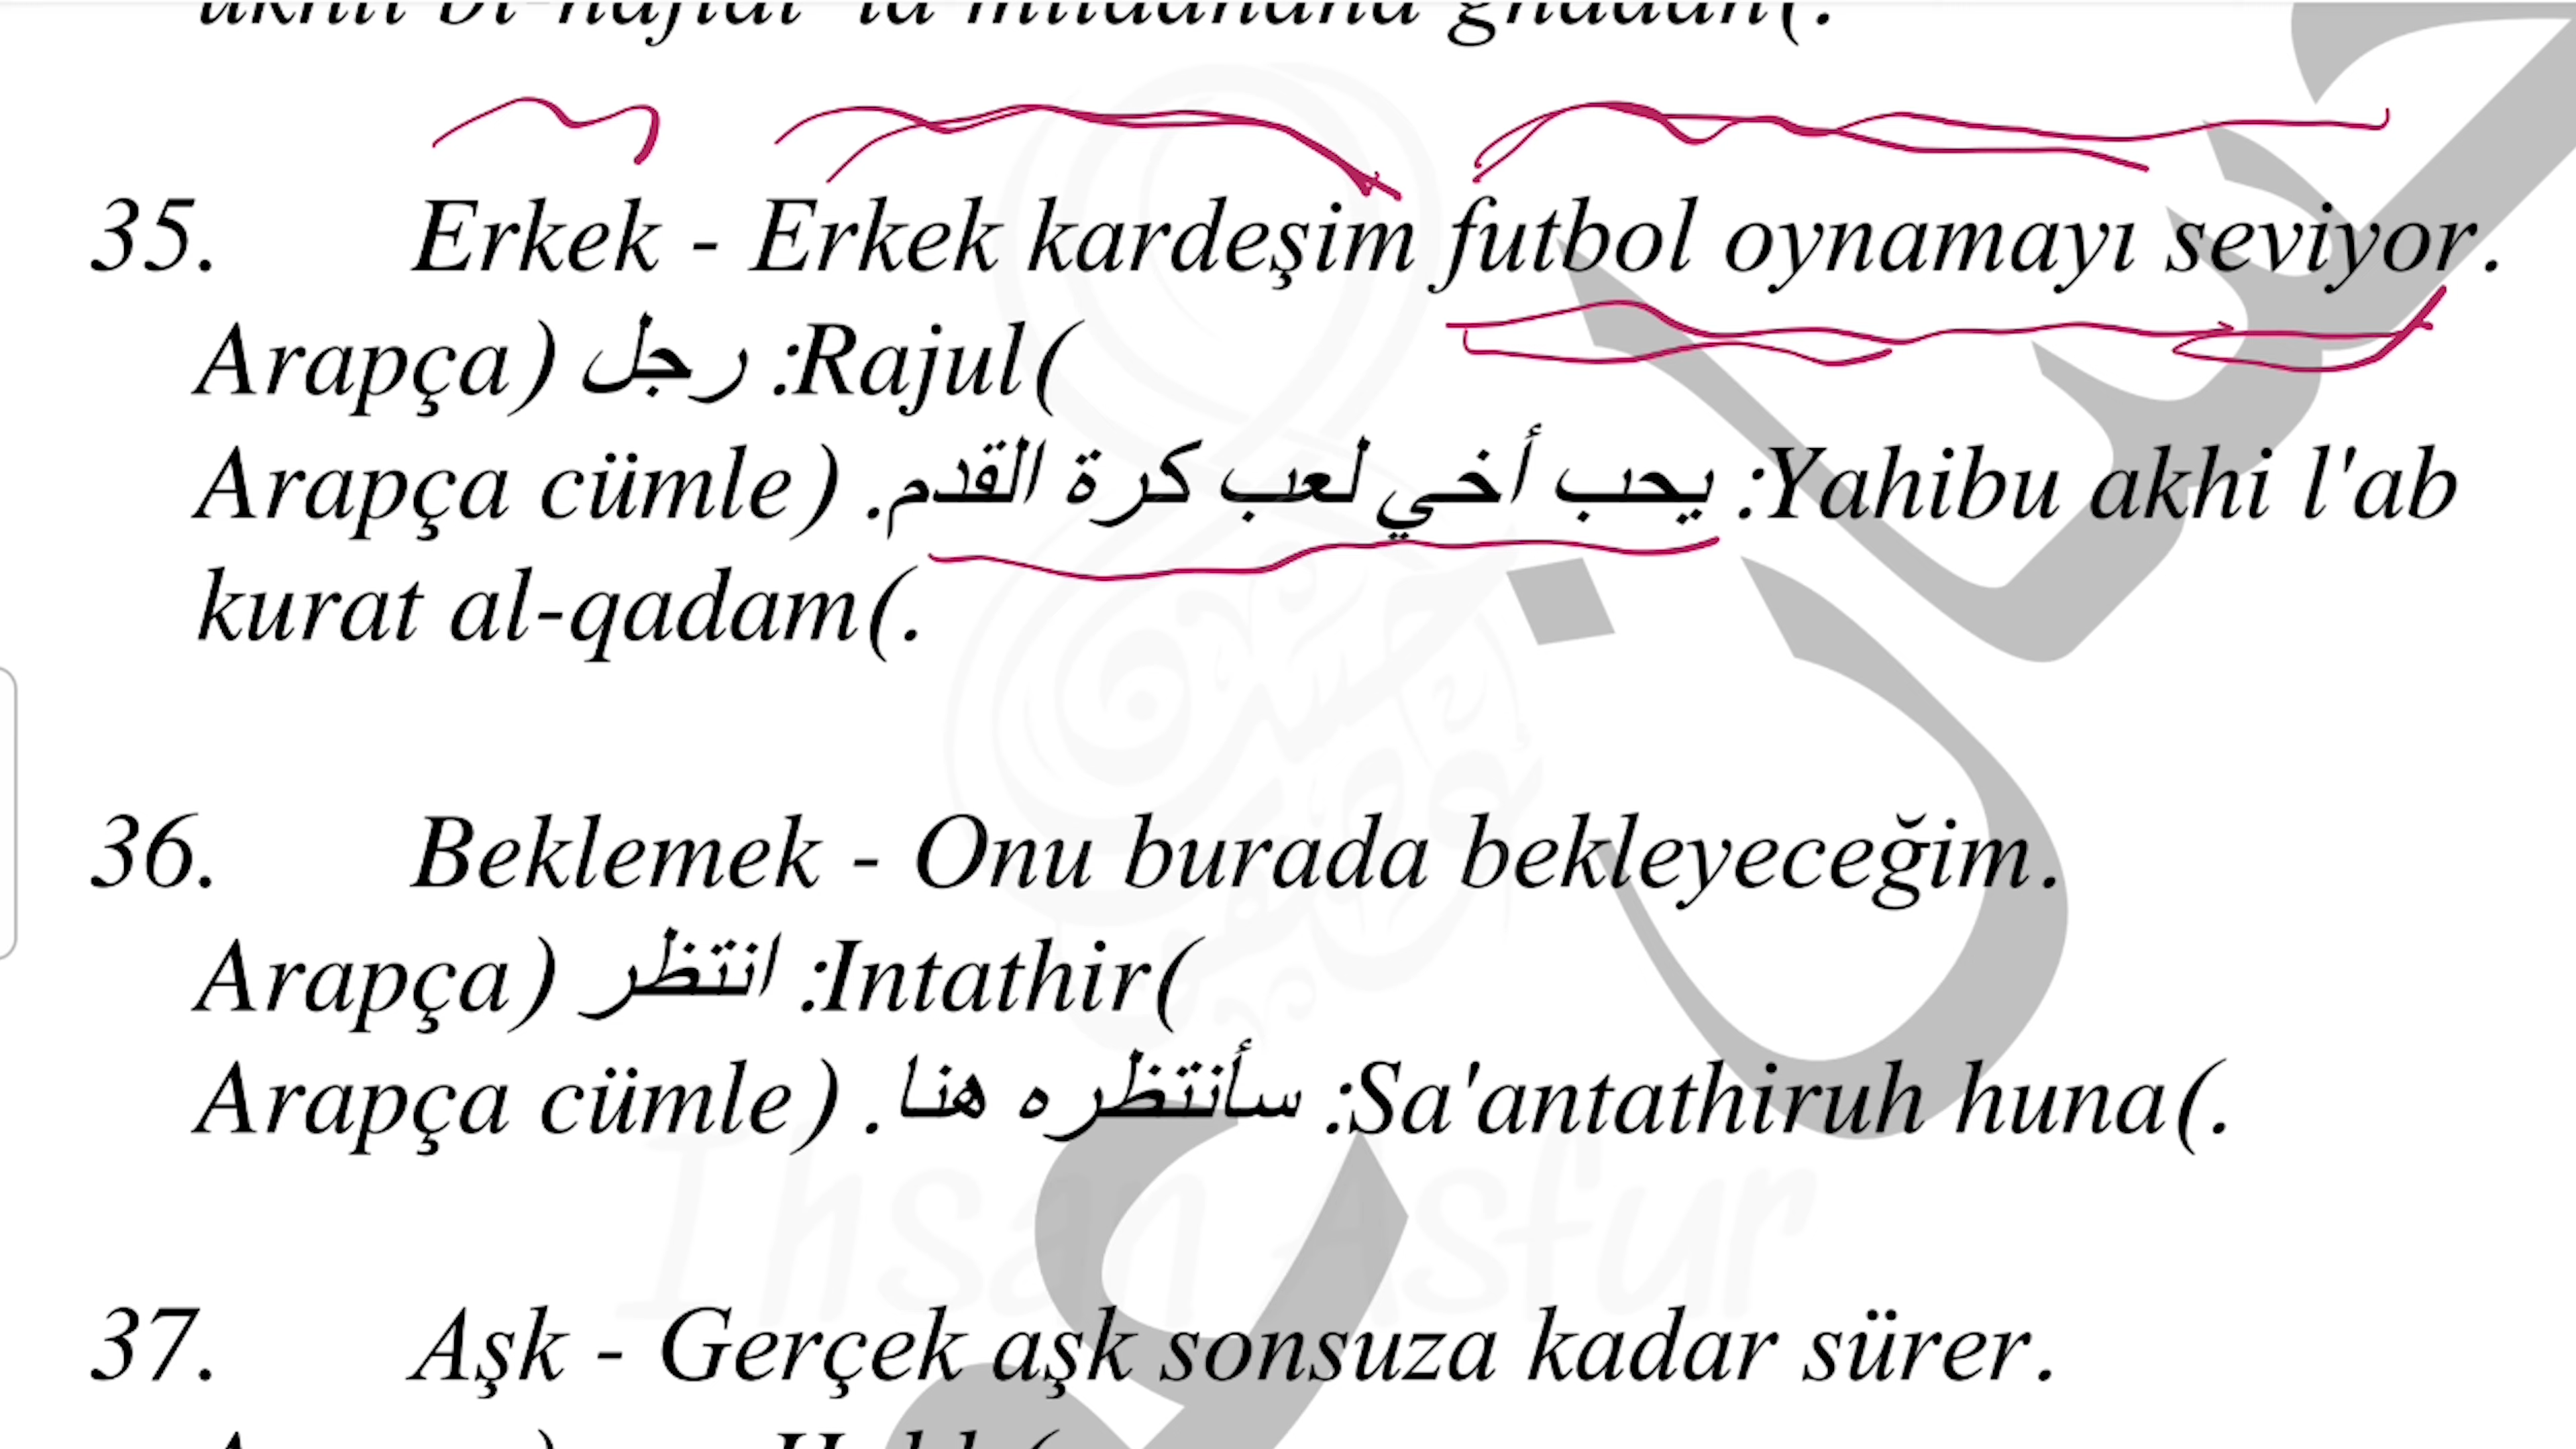 35. Erkek - Erkek kardeşim futbol oynamayı seviyor.
Arapça) رجل :Rajul(
Arapça cümle) يحب أخي لعب كرة القدم. :Yahibu akhi l'ab
kurat al-qadam(.
36. Beklemek - Onu burada bekleyeceğim.
Arapça) انتظر :Intathir(
Arapça cümle) سأنتظره هنا. :Sa'antathiruh huna(.
Ihsan Asfur
37. Aşk - Gerçek aşk sonsuza kadar sürer.